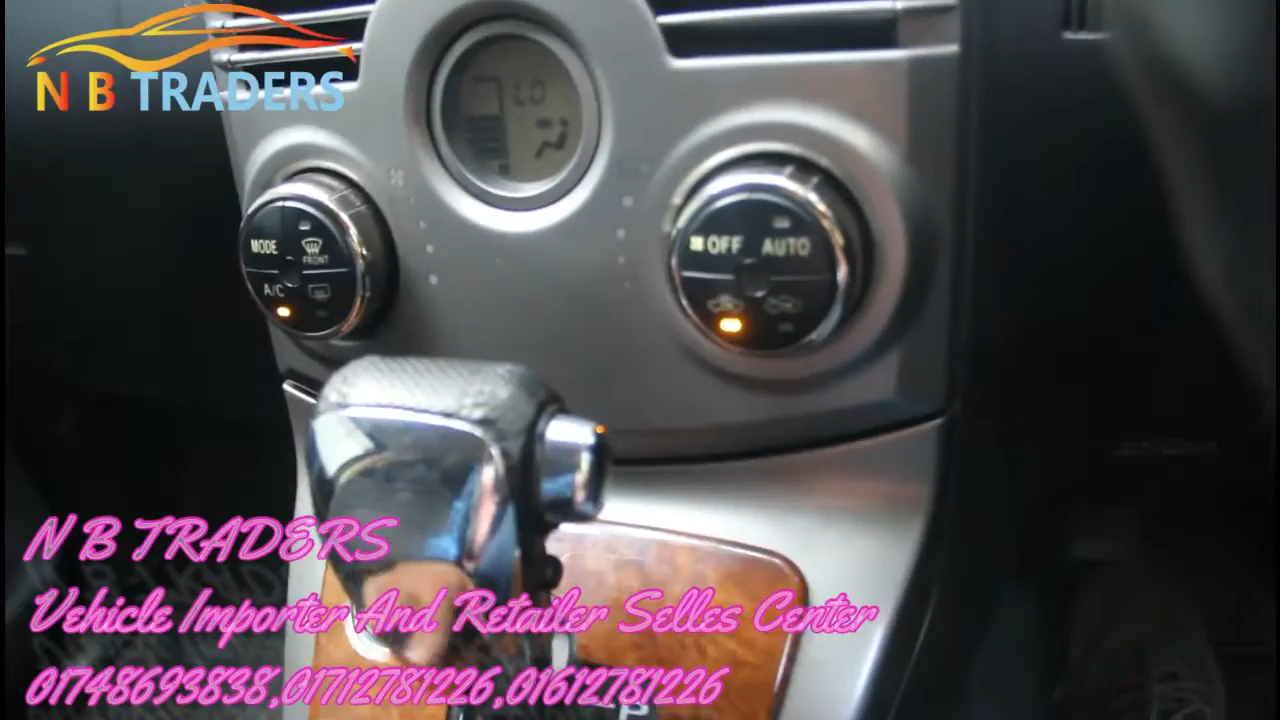 N B TRADERS
LO
MODE
FRONT
A/C
OFF AUTO
N B TRADERS
Vehicle Importer And Retailer Selles Center
01748693838,01712781226,01612781226
P